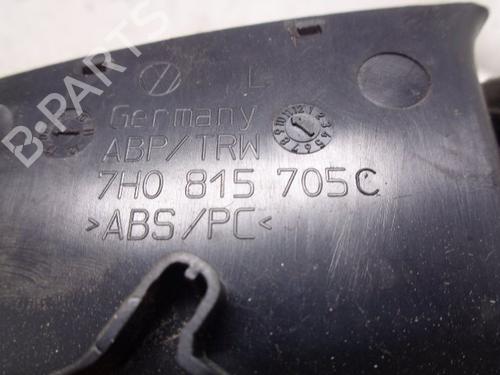 L
Germany
ABP/TRW
7H0 815 705C
>ABS/PC<
B-PARTS